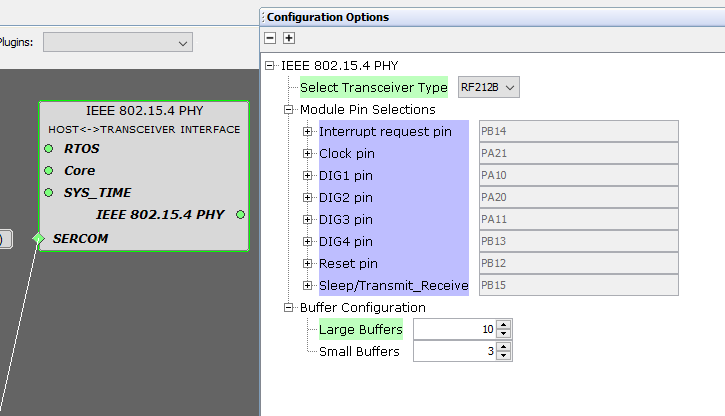 Configuration Options
Plugins:
IEEE 802.15.4 PHY
HOST<->TRANSCEIVER INTERFACE
RTOS
Core
SYS_TIME
IEEE 802.15.4 PHY
SERCOM
)
IEEE 802.15.4 PHY
Select Transceiver Type RF212B
Module Pin Selections
Interrupt request pin PB14
Clock pin PA21
DIG1 pin PA10
DIG2 pin PA20
DIG3 pin PA11
DIG4 pin PB13
Reset pin PB12
Sleep/Transmit_Receive PB15
Buffer Configuration
Large Buffers 10
Small Buffers 3